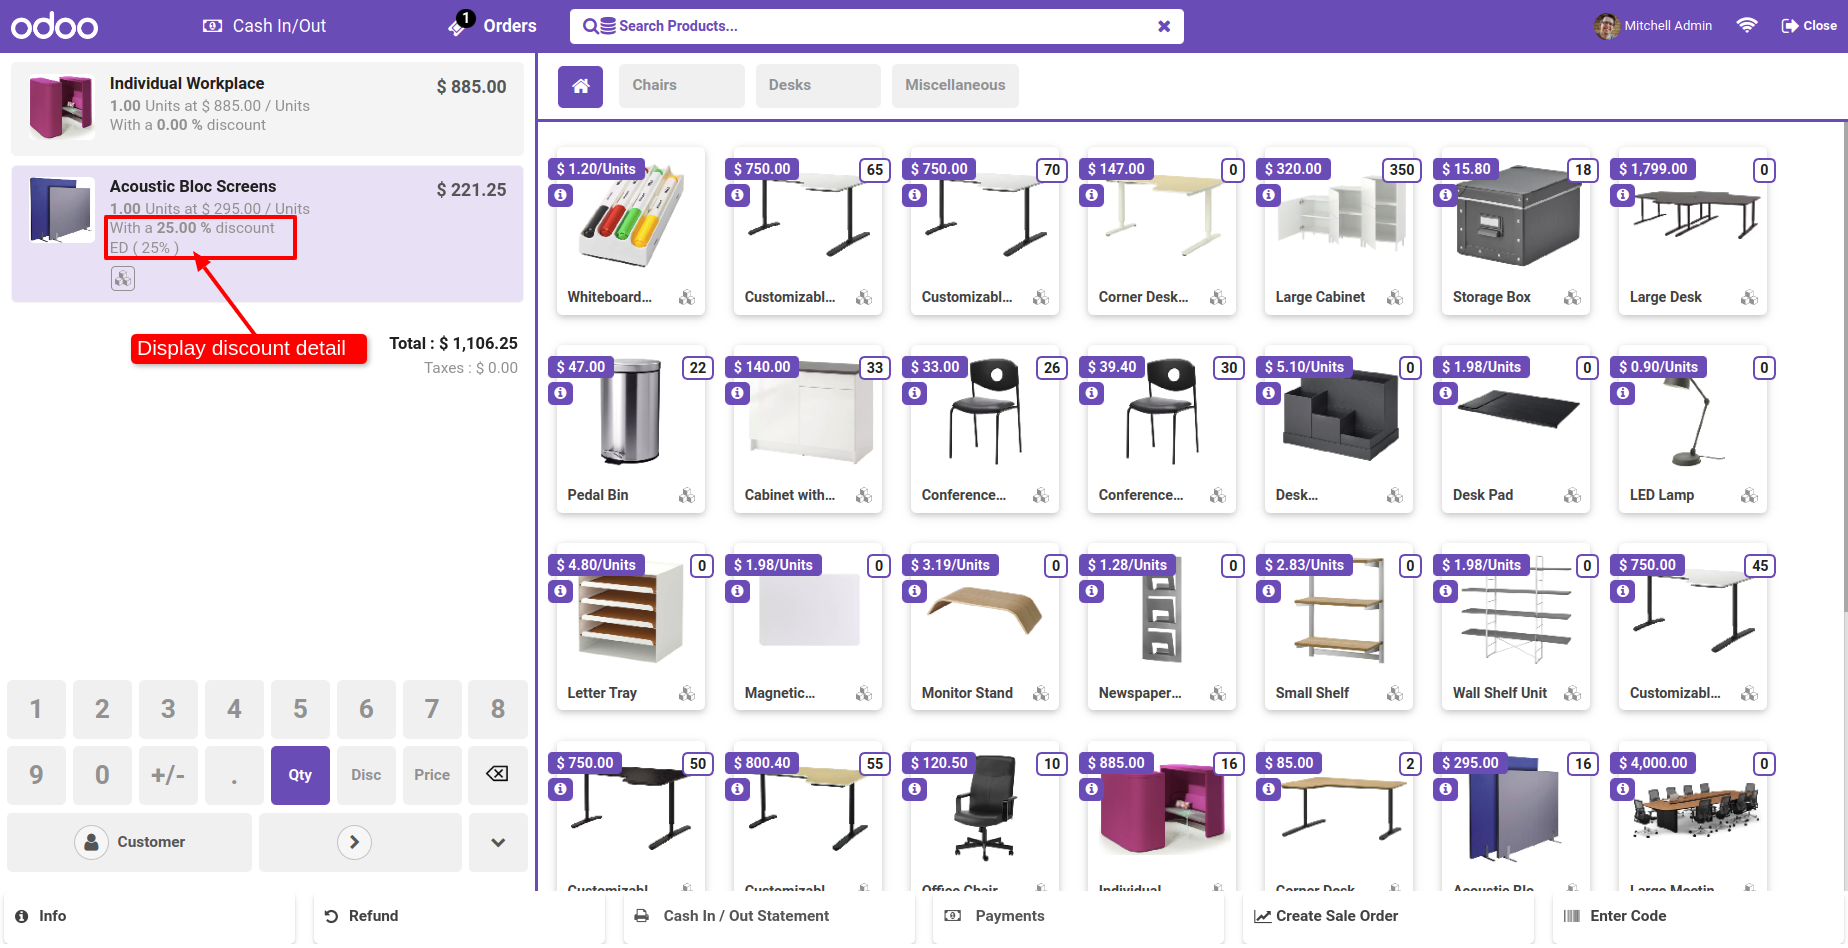 odoo
Cash In/Out
1
Orders
Search Products...
Mitchell Admin
Close
Individual Workplace
$ 885.00
1.00 Units at $ 885.00 / Units
With a 0.00 % discount
Acoustic Bloc Screens
$ 221.25
1.00 Units at $ 295.00 / Units
With a 25.00 % discount
ED ( 25% )
Display discount detail
Total : $ 1,106.25
Taxes : $ 0.00
1 2 3 4 5 6 7 8
9 0 +/- . Qty Disc Price
Customer
Chairs
Desks
Miscellaneous
$ 1.20/Units
Whiteboard...
$ 750.00
65
Customizabl...
$ 750.00
70
Customizabl...
$ 147.00
0
Corner Desk...
$ 320.00
350
Large Cabinet
$ 15.80
18
Storage Box
$ 1,799.00
0
Large Desk
$ 47.00
22
Pedal Bin
$ 140.00
33
Cabinet with...
$ 33.00
26
Conference...
$ 39.40
30
Conference...
$ 5.10/Units
0
Desk...
$ 1.98/Units
0
Desk Pad
$ 0.90/Units
0
LED Lamp
$ 4.80/Units
0
Letter Tray
$ 1.98/Units
0
Magnetic...
$ 3.19/Units
0
Monitor Stand
$ 1.28/Units
0
Newspaper...
$ 2.83/Units
0
Small Shelf
$ 1.98/Units
0
Wall Shelf Unit
$ 750.00
45
Customizabl...
$ 750.00
50
Customizabl
$ 800.40
55
Customizabl
$ 120.50
10
Office Chair
$ 885.00
16
Individual
$ 85.00
2
Corner Desk
$ 295.00
16
Acoustic Blo
$ 4,000.00
0
Large Meetin
Info
Refund
Cash In / Out Statement
Payments
Create Sale Order
Enter Code